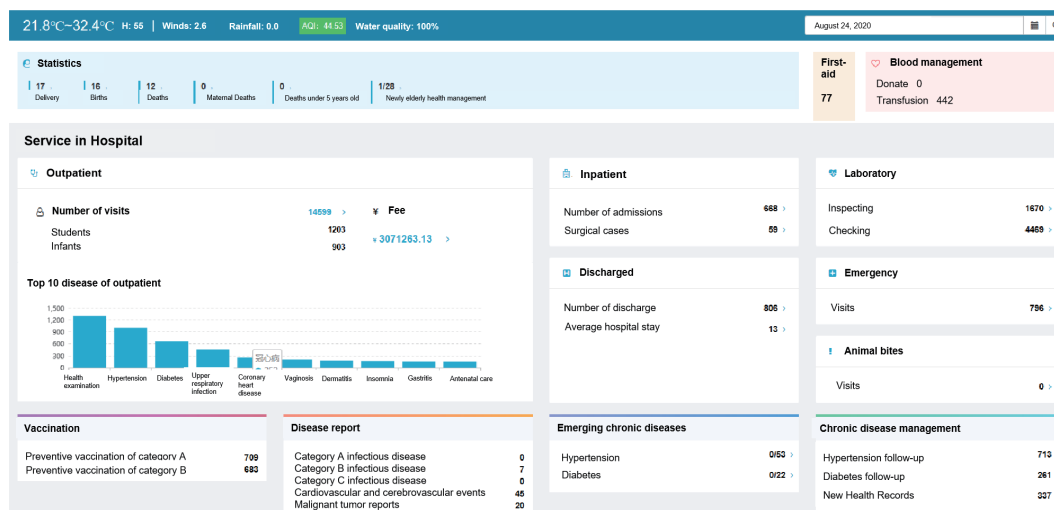 21.8°C~32.4°C H: 55 | Winds: 2.6 Rainfall: 0.0 AQI: 44.53 Water quality: 100%
August 24, 2020
Statistics
17 16 12 0 0 1/28
Delivery Births Deaths Maternal Deaths Deaths under 5 years old Newly elderly health management
First-
aid
77
Blood management
Donate 0
Transfusion 442
Service in Hospital
Outpatient
Number of visits 14599 >
Students 1203
Infants 903
¥ Fee
¥ 3071263.13 >
Top 10 disease of outpatient
1,500
1,200
900
600
300
0
冠心病
Health
examination
Hypertension
Diabetes
Upper
respiratory
infection
Coronary
heart
disease
Vaginosis
Dermatitis
Insomnia
Gastritis
Antenatal care
Inpatient
Number of admissions 668 >
Surgical cases 59 >
Discharged
Number of discharge 806 >
Average hospital stay 13 >
Laboratory
Inspecting 1670 >
Checking 4469 >
Emergency
Visits 796 >
Animal bites
Visits 0 >
Vaccination
Preventive vaccination of category A 709
Preventive vaccination of category B 683
Disease report
Category A infectious disease 0
Category B infectious disease 7
Category C infectious disease 0
Cardiovascular and cerebrovascular events 45
Malignant tumor reports 20
Emerging chronic diseases
Hypertension 0/53 >
Diabetes 0/22 >
Chronic disease management
Hypertension follow-up 713
Diabetes follow-up 261
New Health Records 337